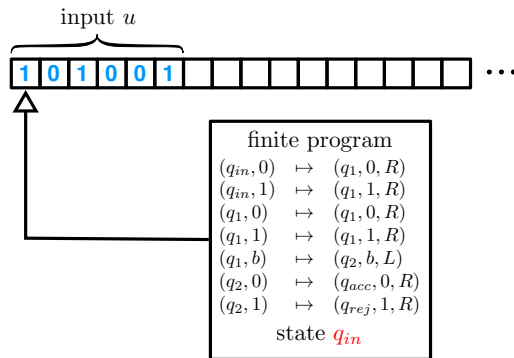 input u
1 0 1 0 0 1 ...
finite program
(q_in, 0) ↦ (q_1, 0, R)
(q_in, 1) ↦ (q_1, 1, R)
(q_1, 0) ↦ (q_1, 0, R)
(q_1, 1) ↦ (q_1, 1, R)
(q_1, b) ↦ (q_2, b, L)
(q_2, 0) ↦ (q_acc, 0, R)
(q_2, 1) ↦ (q_rej, 1, R)
state q_in